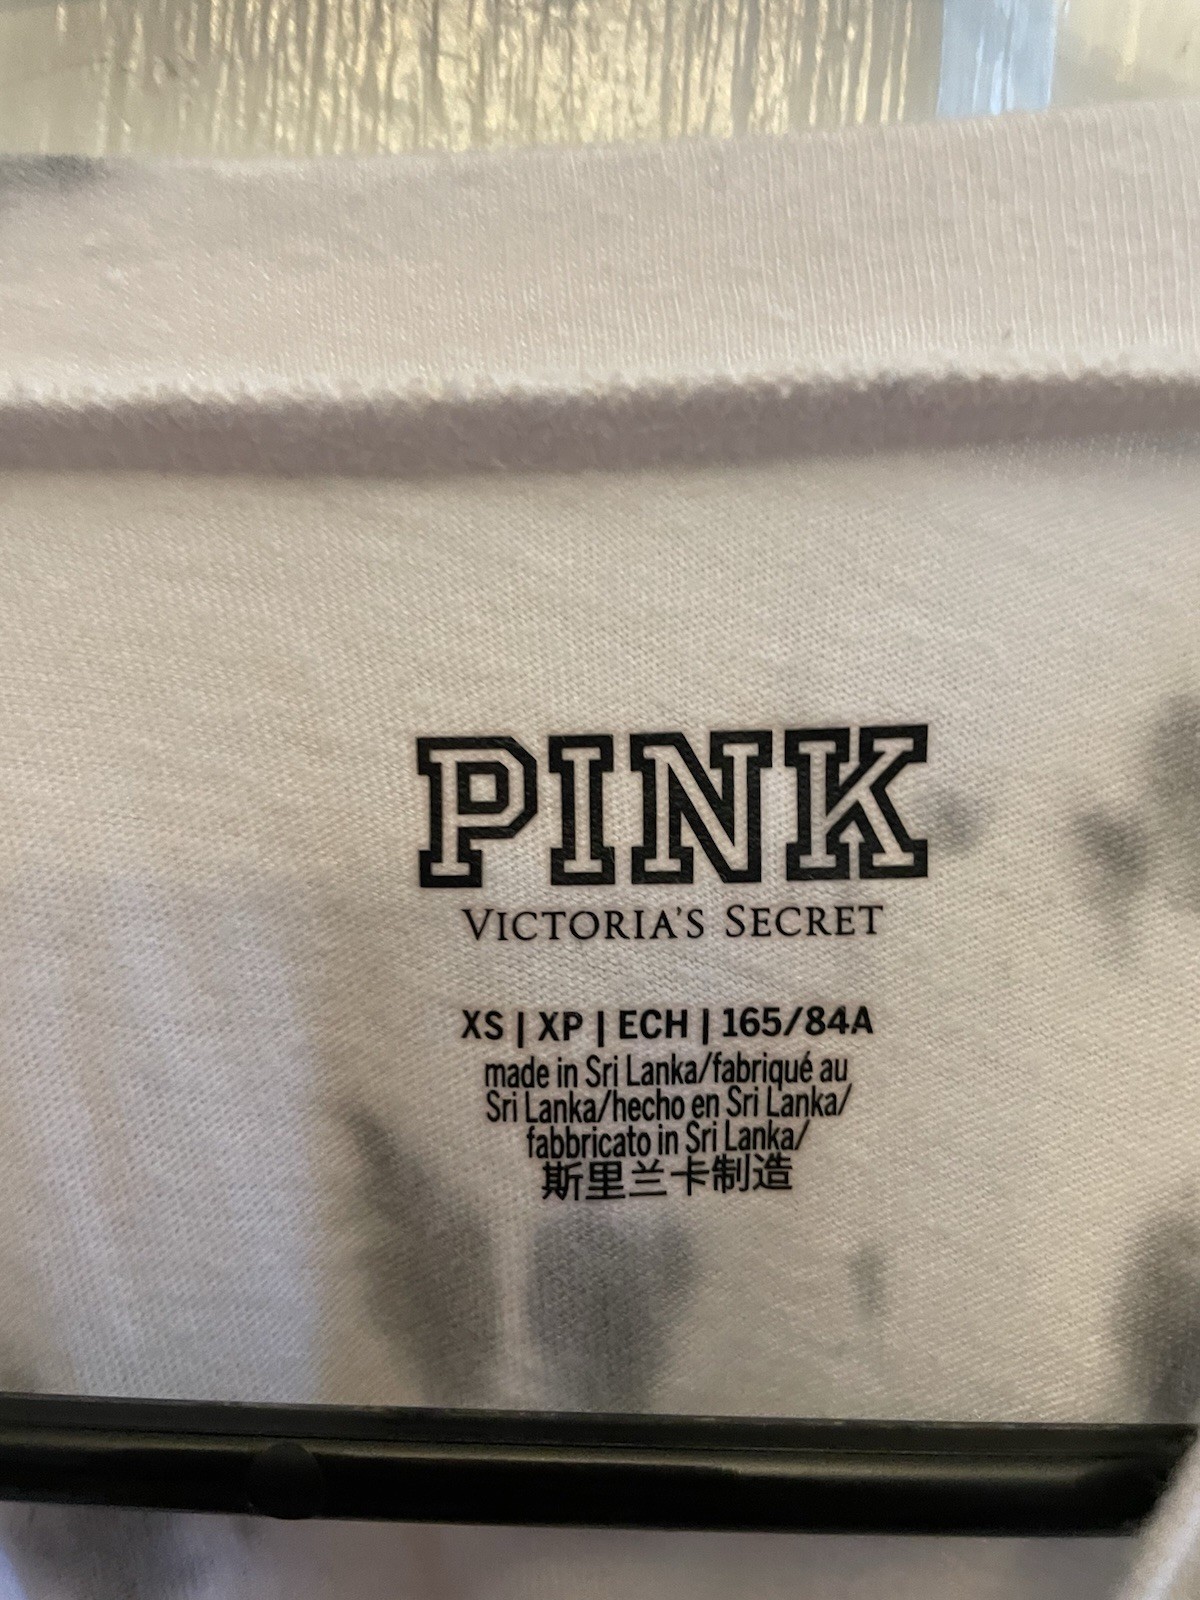 PINK
VICTORIA'S SECRET
XS | XP | ECH | 165/84A
made in Sri Lanka/fabriqué au
Sri Lanka/hecho en Sri Lanka/
fabbricato in Sri Lanka/
斯里兰卡制造